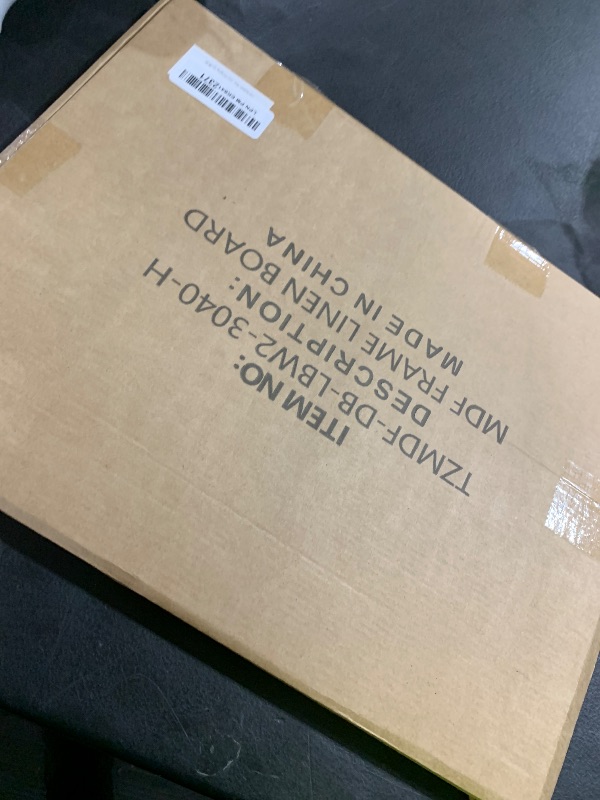 ITEM NO:
TZMDF-DB-LBW2-3040-H
DESCRIPTION:
MDF FRAME LINEN BOARD
MADE IN CHINA